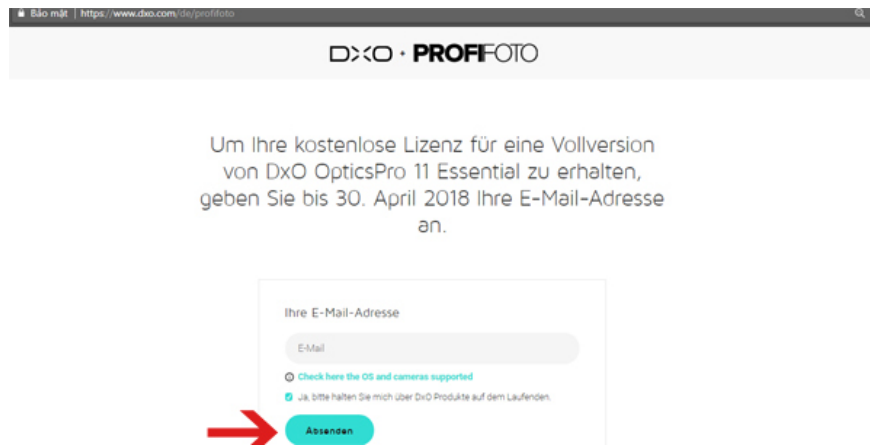 Bảo mật | https://www.dxo.com/de/profifoto
DXO + PROFIFOTO
Um Ihre kostenlose Lizenz für eine Vollversion
von DxO OpticsPro 11 Essential zu erhalten,
geben Sie bis 30. April 2018 Ihre E-Mail-Adresse
an.
Ihre E-Mail-Adresse
E-Mail
Check here the OS and cameras supported
Ja, bitte halten Sie mich über DxO Produkte auf dem Laufenden.
Absenden